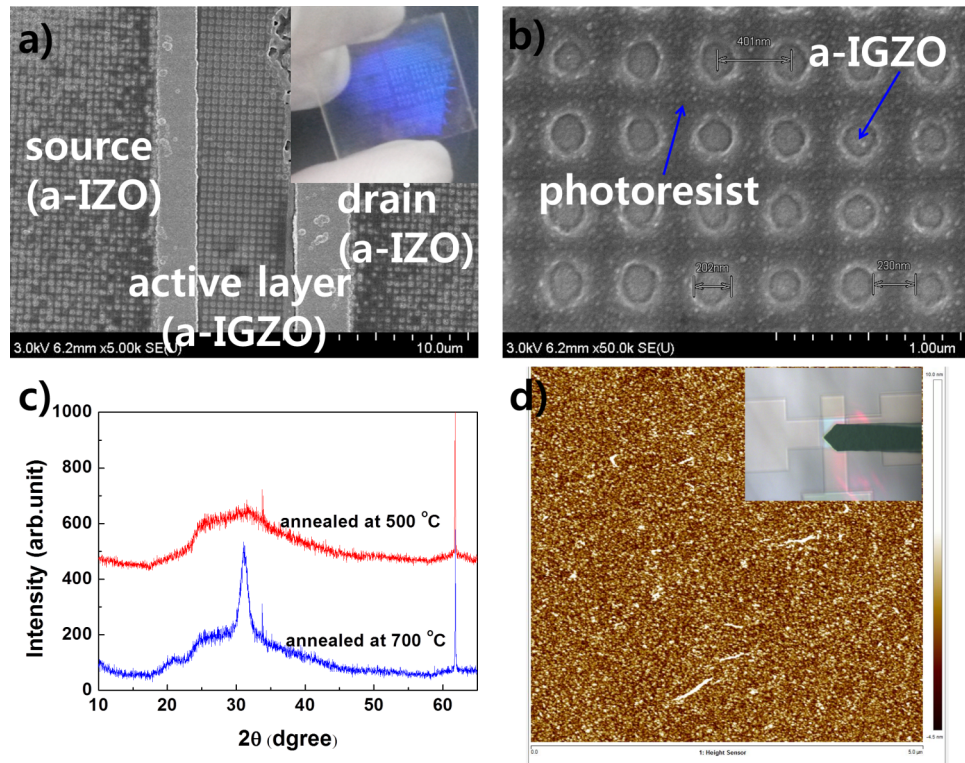 a)
source
(a-IZO)
drain
(a-IZO)
active layer
(a-IGZO)
3.0kV 6.2mm x5.00k SE(U)
10.0um
b)
401nm
a-IGZO
photoresist
202nm
230nm
3.0kV 6.2mm x50.0k SE(U)
1.00um
c)
1000
800
600
400
200
0
Intensity (arb.unit)
annealed at 500 °C
annealed at 700 °C
10
20
30
40
50
60
2θ (dgree)
d)
10.0 nm
-4.5 nm
0.0
1: Height Sensor
5.0 µm